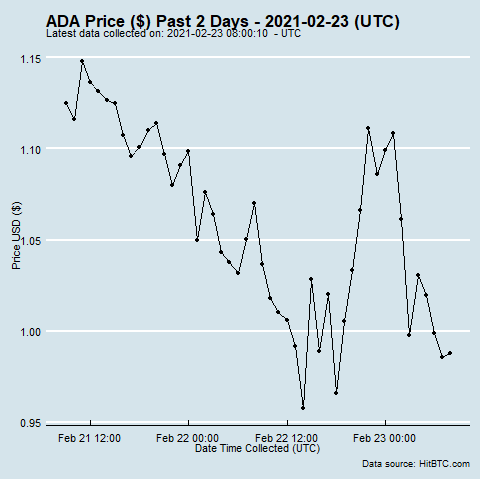 ADA Price ($) Past 2 Days - 2021-02-23 (UTC)
Latest data collected on: 2021-02-23 08:00:10 - UTC
1.15
1.10
1.05
1.00
0.95
Price USD ($)
Feb 21 12:00 Feb 22 00:00 Feb 22 12:00 Feb 23 00:00
Date Time Collected (UTC)
Data source: HitBTC.com